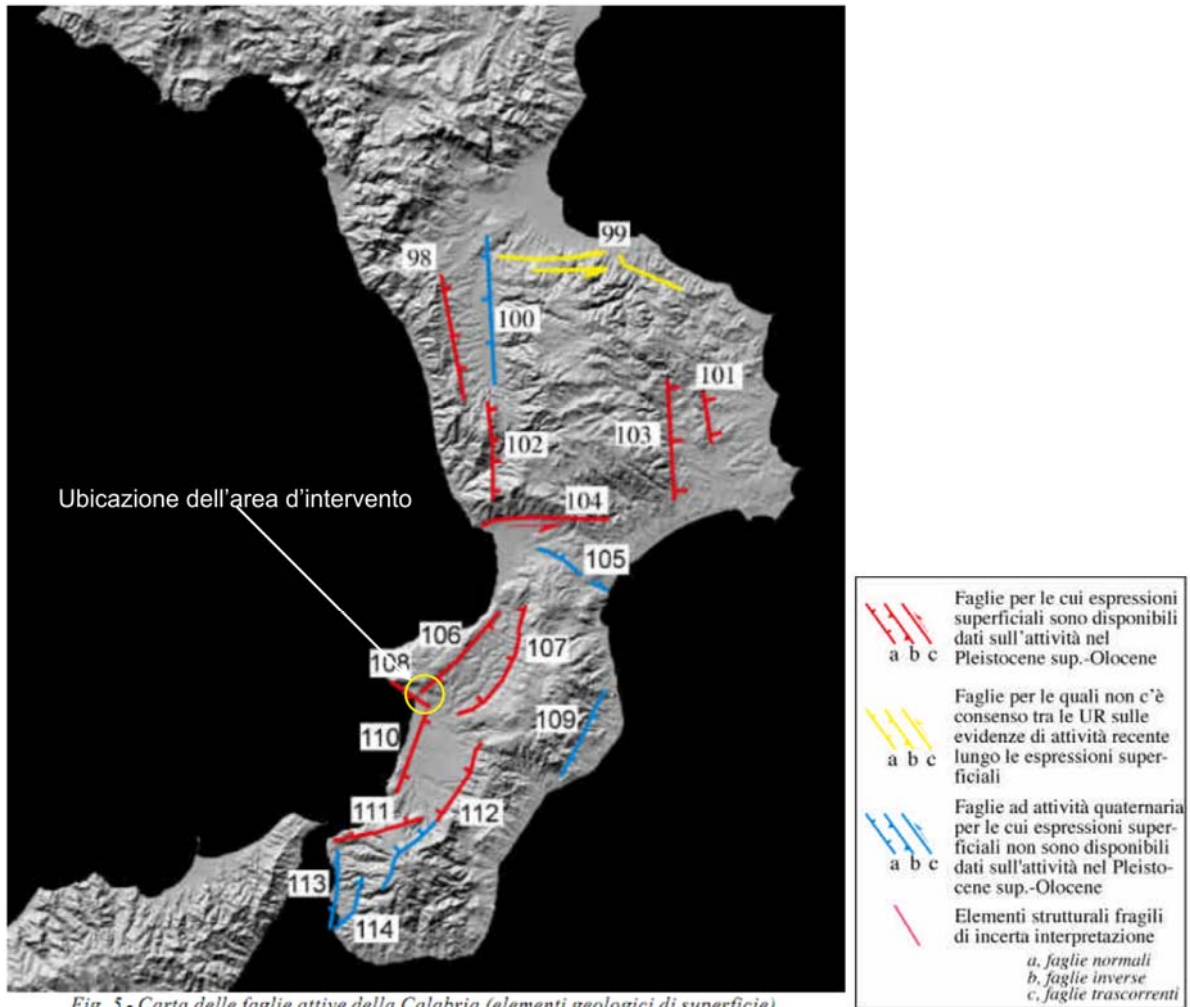 99
98
100
101
103
102
Ubicazione dell'area d'intervento
104
105
106
107
108
109
110
111
112
113
114
Fig. 5 - Carta delle faglie attive della Calabria (elementi geologici di superficie)
Faglie per le cui espressioni
superficiali sono disponibili
dati sull'attività nel
Pleistocene sup.-Olocene
a b c
Faglie per le quali non c'è
consenso tra le UR sulle
evidenze di attività recente
lungo le espressioni super-
ficiali
a b c
Faglie ad attività quaternaria
per le cui espressioni super-
ficiali non sono disponibili
dati sull'attività nel Pleisto-
cene sup.-Olocene
a b c
Elementi strutturali fragili
di incerta interpretazione
a, faglie normali
b, faglie inverse
c, faglie trascorrenti